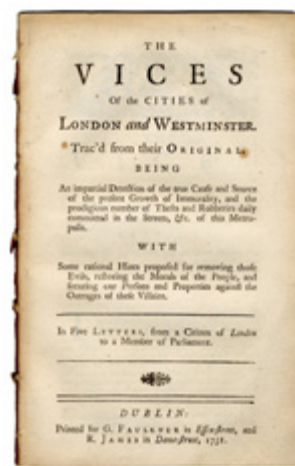 THE
VICES
Of the CITIES of
LONDON and WESTMINSTER.
Trac'd from their ORIGINAL.
BEING
An impartial Detection of the true Cause and Source
of the present Growth of Immorality, and the
prodigious number of Thefts and Robberies daily
committed in the Streets, &c. of this Metro-
polis.
WITH
Some rational Hints proposed for removing those
Evils, restoring the Morals of the People, and
securing our Persons and Properties against the
Outrages of these Villains.
In Five LETTERS, from a Citizen of London
to a Member of Parliament.
DUBLIN:
Printed for G. FAULKNER in Essex-street, and
R. JAMES in Dame-street, 1751.